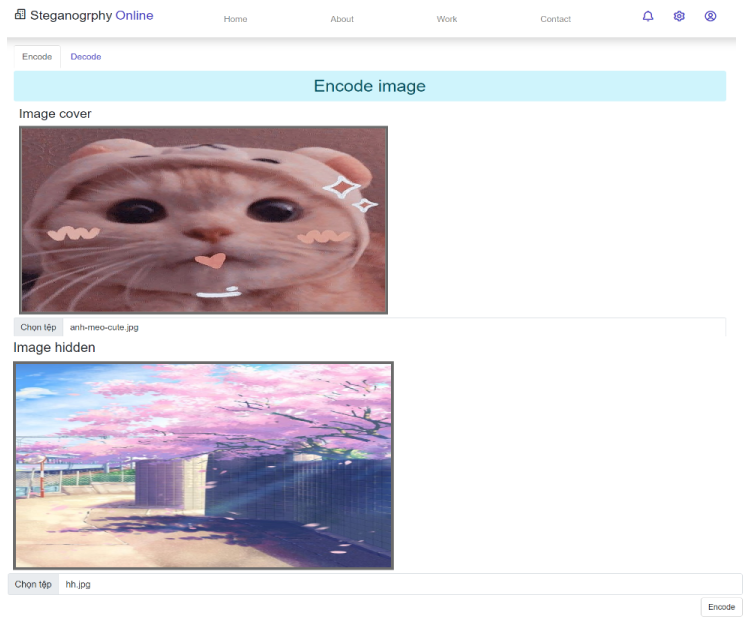 Steganogrphy Online
Home About Work Contact
Encode Decode
Encode image
Image cover
Chọn tệp anh-meo-cute.jpg
Image hidden
Chọn tệp hh.jpg
Encode